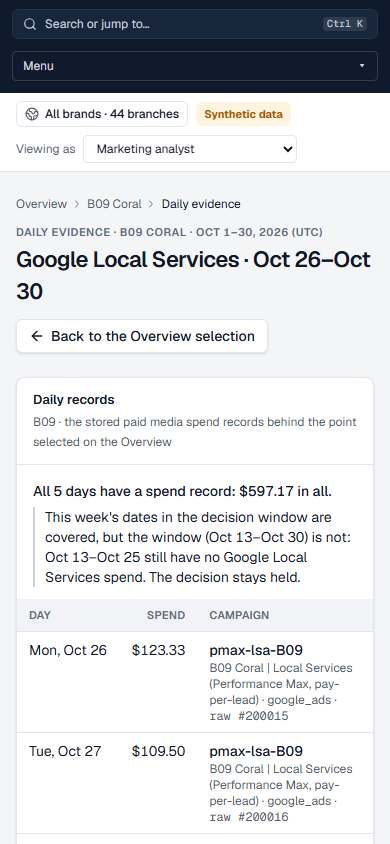 Search or jump to... Ctrl K
Menu
All brands · 44 branches Synthetic data
Viewing as Marketing analyst
Overview > B09 Coral > Daily evidence
DAILY EVIDENCE · B09 CORAL · OCT 1–30, 2026 (UTC)
Google Local Services · Oct 26–Oct
30
← Back to the Overview selection
Daily records
B09 · the stored paid media spend records behind the point
selected on the Overview
All 5 days have a spend record: $597.17 in all.
This week's dates in the decision window are
covered, but the window (Oct 13–Oct 30) is not:
Oct 13–Oct 25 still have no Google Local
Services spend. The decision stays held.
DAY SPEND CAMPAIGN
Mon, Oct 26 $123.33 pmax-lsa-B09
B09 Coral | Local Services
(Performance Max, pay-
per-lead) · google_ads ·
raw #200015
Tue, Oct 27 $109.50 pmax-lsa-B09
B09 Coral | Local Services
(Performance Max, pay-
per-lead) · google_ads ·
raw #200016